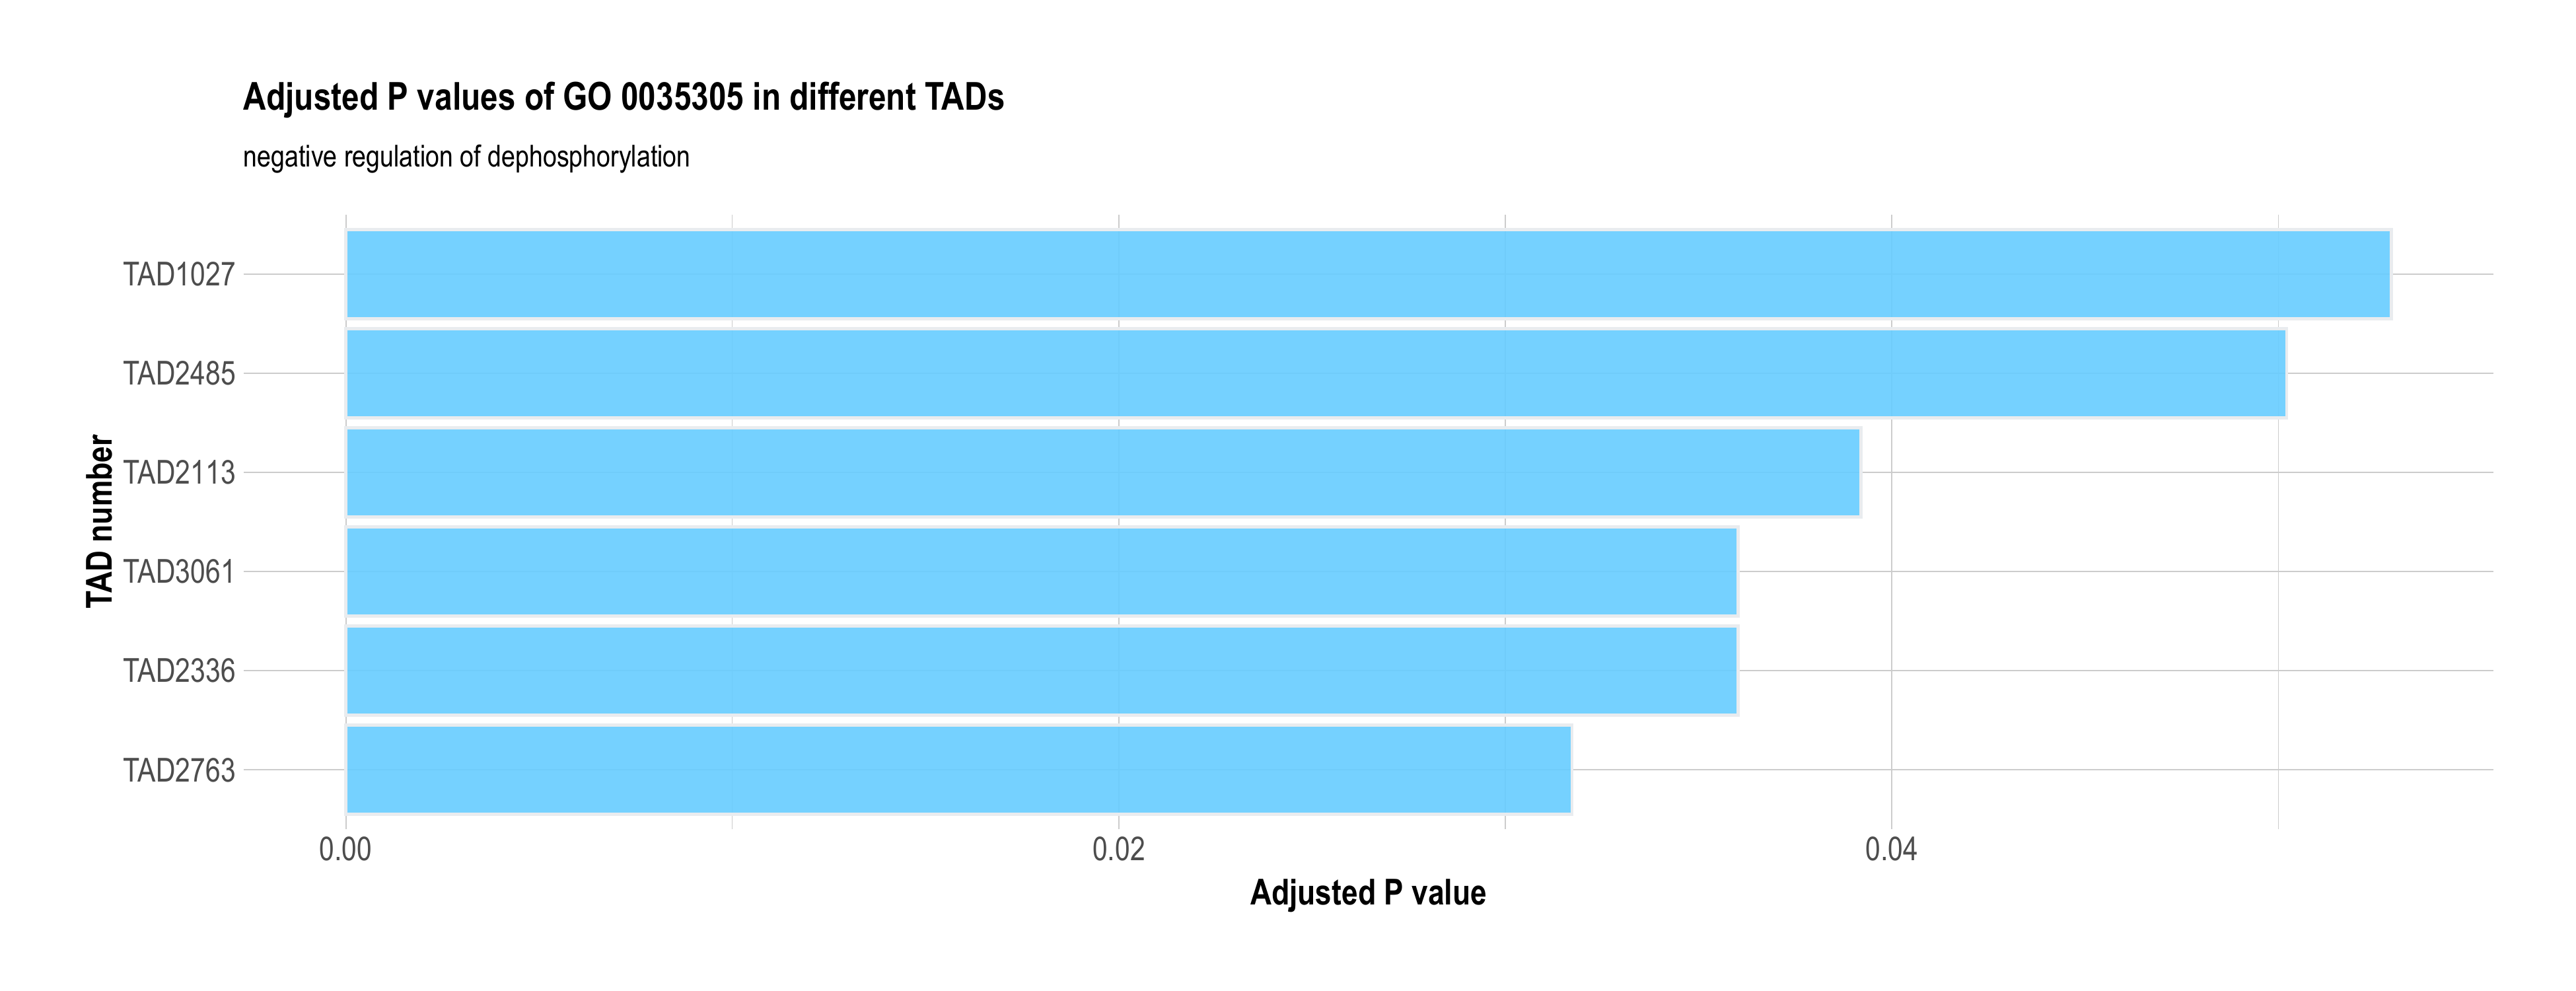 Adjusted P values of GO 0035305 in different TADs
negative regulation of dephosphorylation
TAD number
TAD1027
TAD2485
TAD2113
TAD3061
TAD2336
TAD2763
0.00
0.02
0.04
Adjusted P value